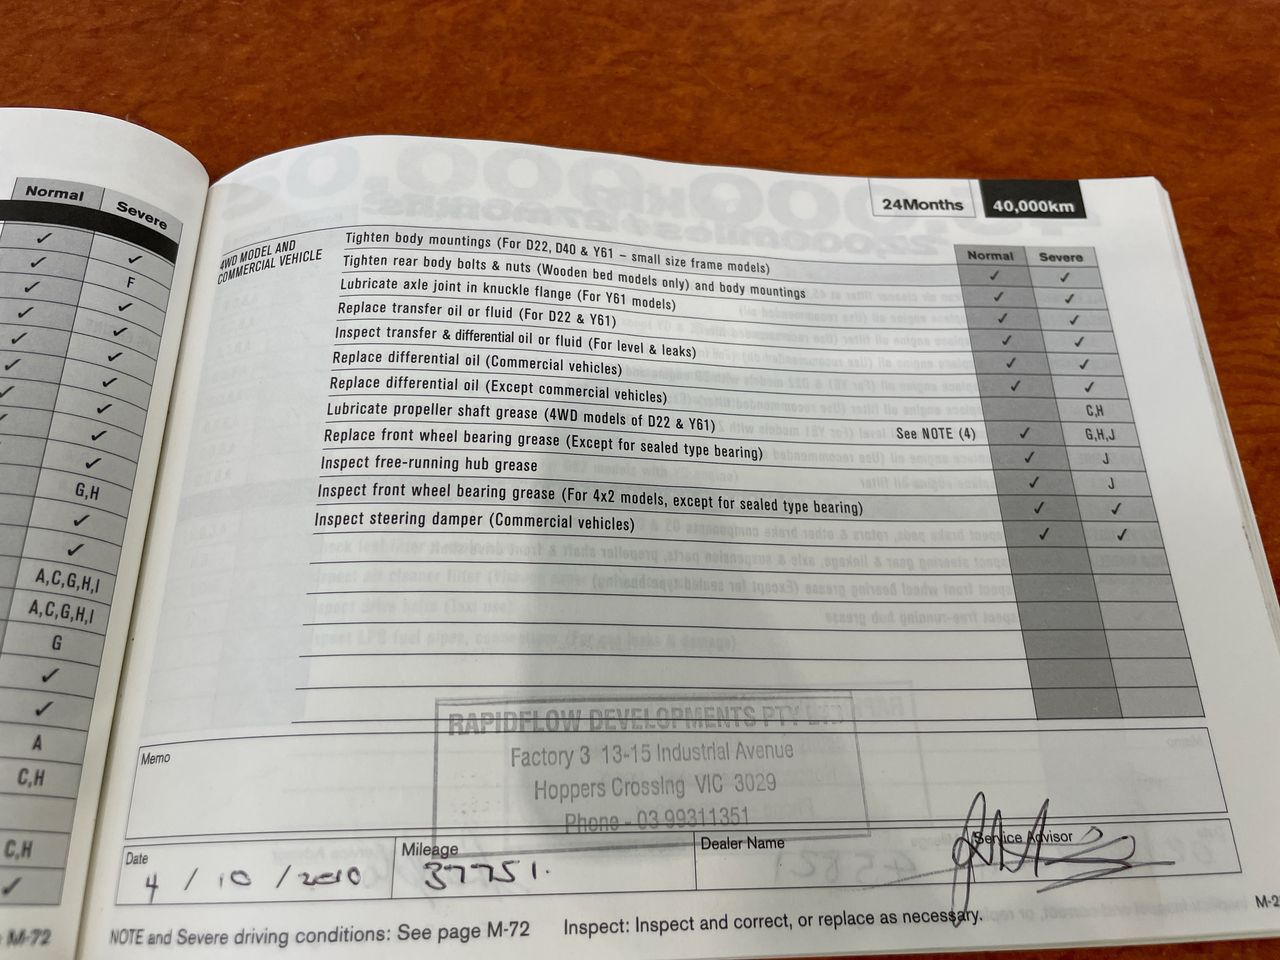 Normal Severe
✓ ✓
✓ F
✓ ✓
✓ ✓
✓ ✓
✓ ✓
✓ ✓
✓ ✓
✓
G,H
✓
✓
A,C,G,H,I
A,C,G,H,I
G
✓
✓
A
C,H
C,H
✓
M-72
24Months 40,000km
Normal Severe
4WD MODEL AND
COMMERCIAL VEHICLE
Tighten body mountings (For D22, D40 & Y61 – small size frame models) ✓ ✓
Tighten rear body bolts & nuts (Wooden bed models only) and body mountings ✓ ✓
Lubricate axle joint in knuckle flange (For Y61 models) ✓ ✓
Replace transfer oil or fluid (For D22 & Y61) ✓ ✓
Inspect transfer & differential oil or fluid (For level & leaks) ✓ ✓
Replace differential oil (Commercial vehicles) ✓ ✓
Replace differential oil (Except commercial vehicles) C,H
Lubricate propeller shaft grease (4WD models of D22 & Y61) See NOTE (4) ✓ G,H,J
Replace front wheel bearing grease (Except for sealed type bearing) ✓ J
Inspect free-running hub grease ✓ J
Inspect front wheel bearing grease (For 4x2 models, except for sealed type bearing) ✓ ✓
Inspect steering damper (Commercial vehicles) ✓ ✓
Memo
RAPIDFLOW DEVELOPMENTS PTY LTD
Factory 3 13-15 Industrial Avenue
Hoppers Crossing VIC 3029
Phone - 03 99311351
Date
4 / 10 / 2010
Mileage
37751.
Dealer Name
Service Advisor
NOTE and Severe driving conditions: See page M-72 Inspect: Inspect and correct, or replace as necessary.